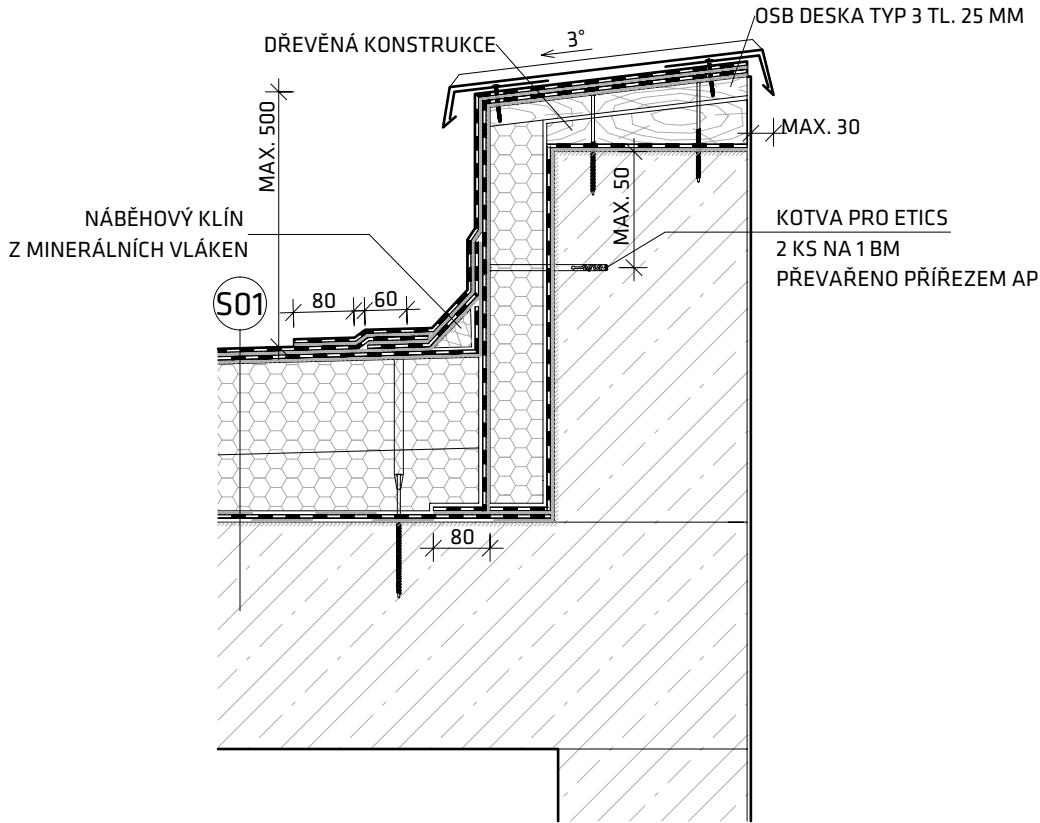 OSB DESKA TYP 3 TL. 25 MM
DŘEVĚNÁ KONSTRUKCE
3°
MAX. 500
MAX. 30
MAX. 50
NÁBĚHOVÝ KLÍN
Z MINERÁLNÍCH VLÁKEN
KOTVA PRO ETICS
2 KS NA 1 BM
PŘEVAŘENO PŘÍŘEZEM AP
S01
80
60
80